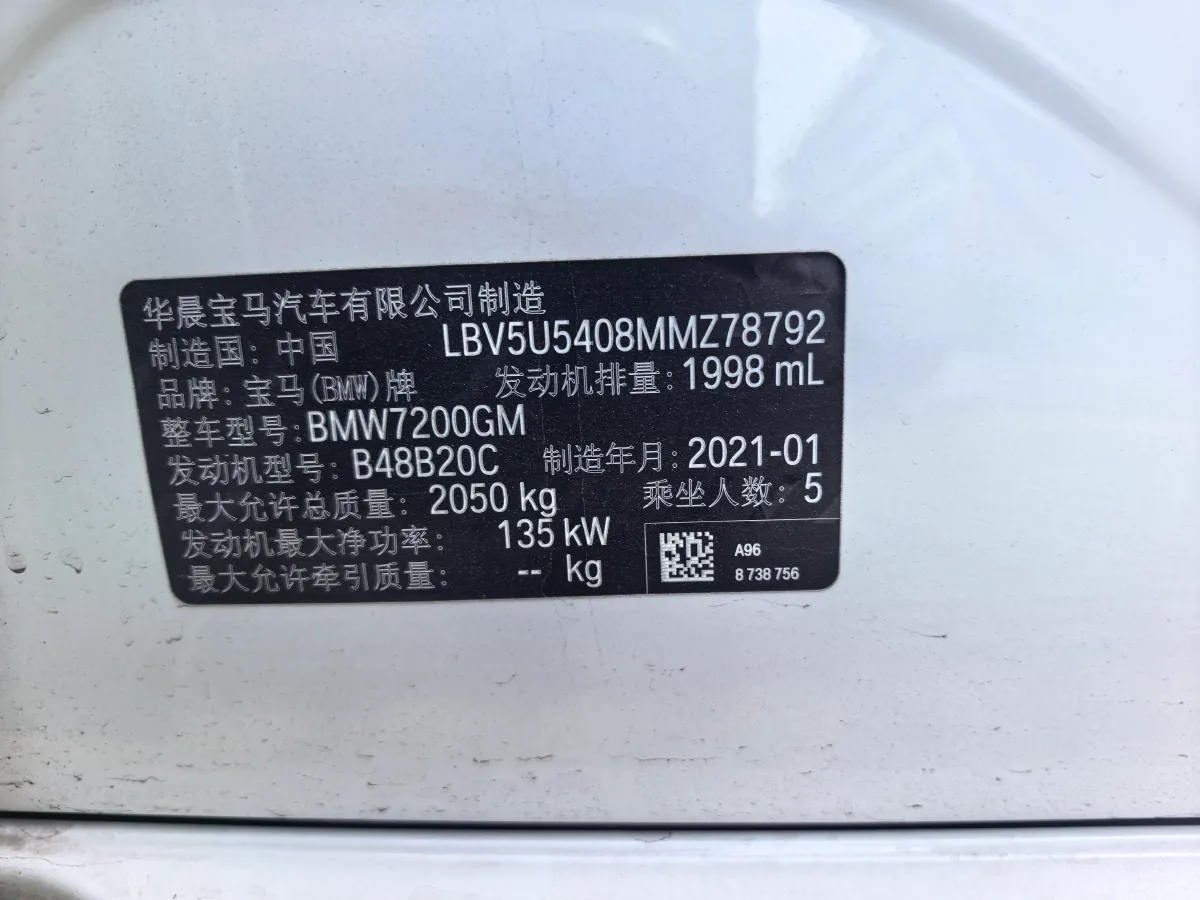 华晨宝马汽车有限公司制造
制造国：中国 LBV5U5408MMZ78792
品牌：宝马(BMW)牌 发动机排量：1998 mL
整车型号：BMW7200GM
发动机型号：B48B20C 制造年月：2021-01
最大允许总质量：2050 kg 乘坐人数：5
发动机最大净功率：135 kW
最大允许牵引质量：-- kg
A96
8 738 756